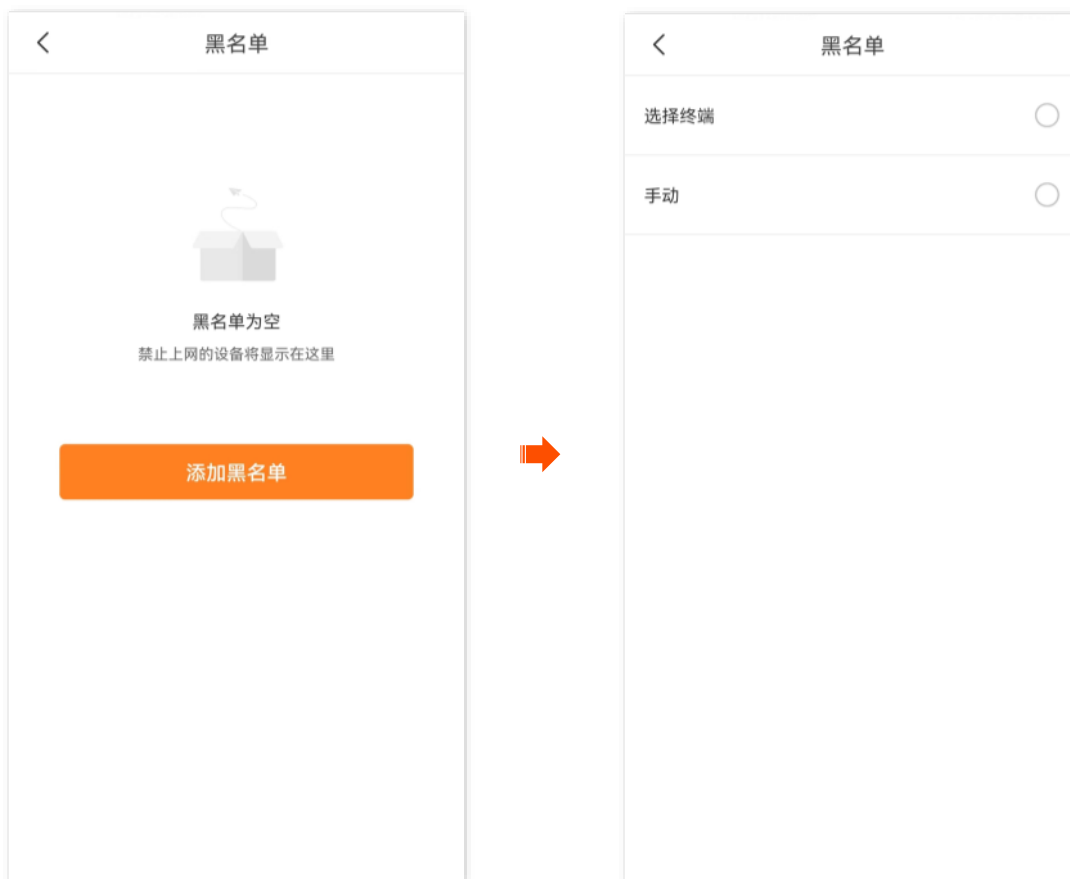 黑名单
黑名单为空
禁止上网的设备将显示在这里
添加黑名单
黑名单
选择终端
手动